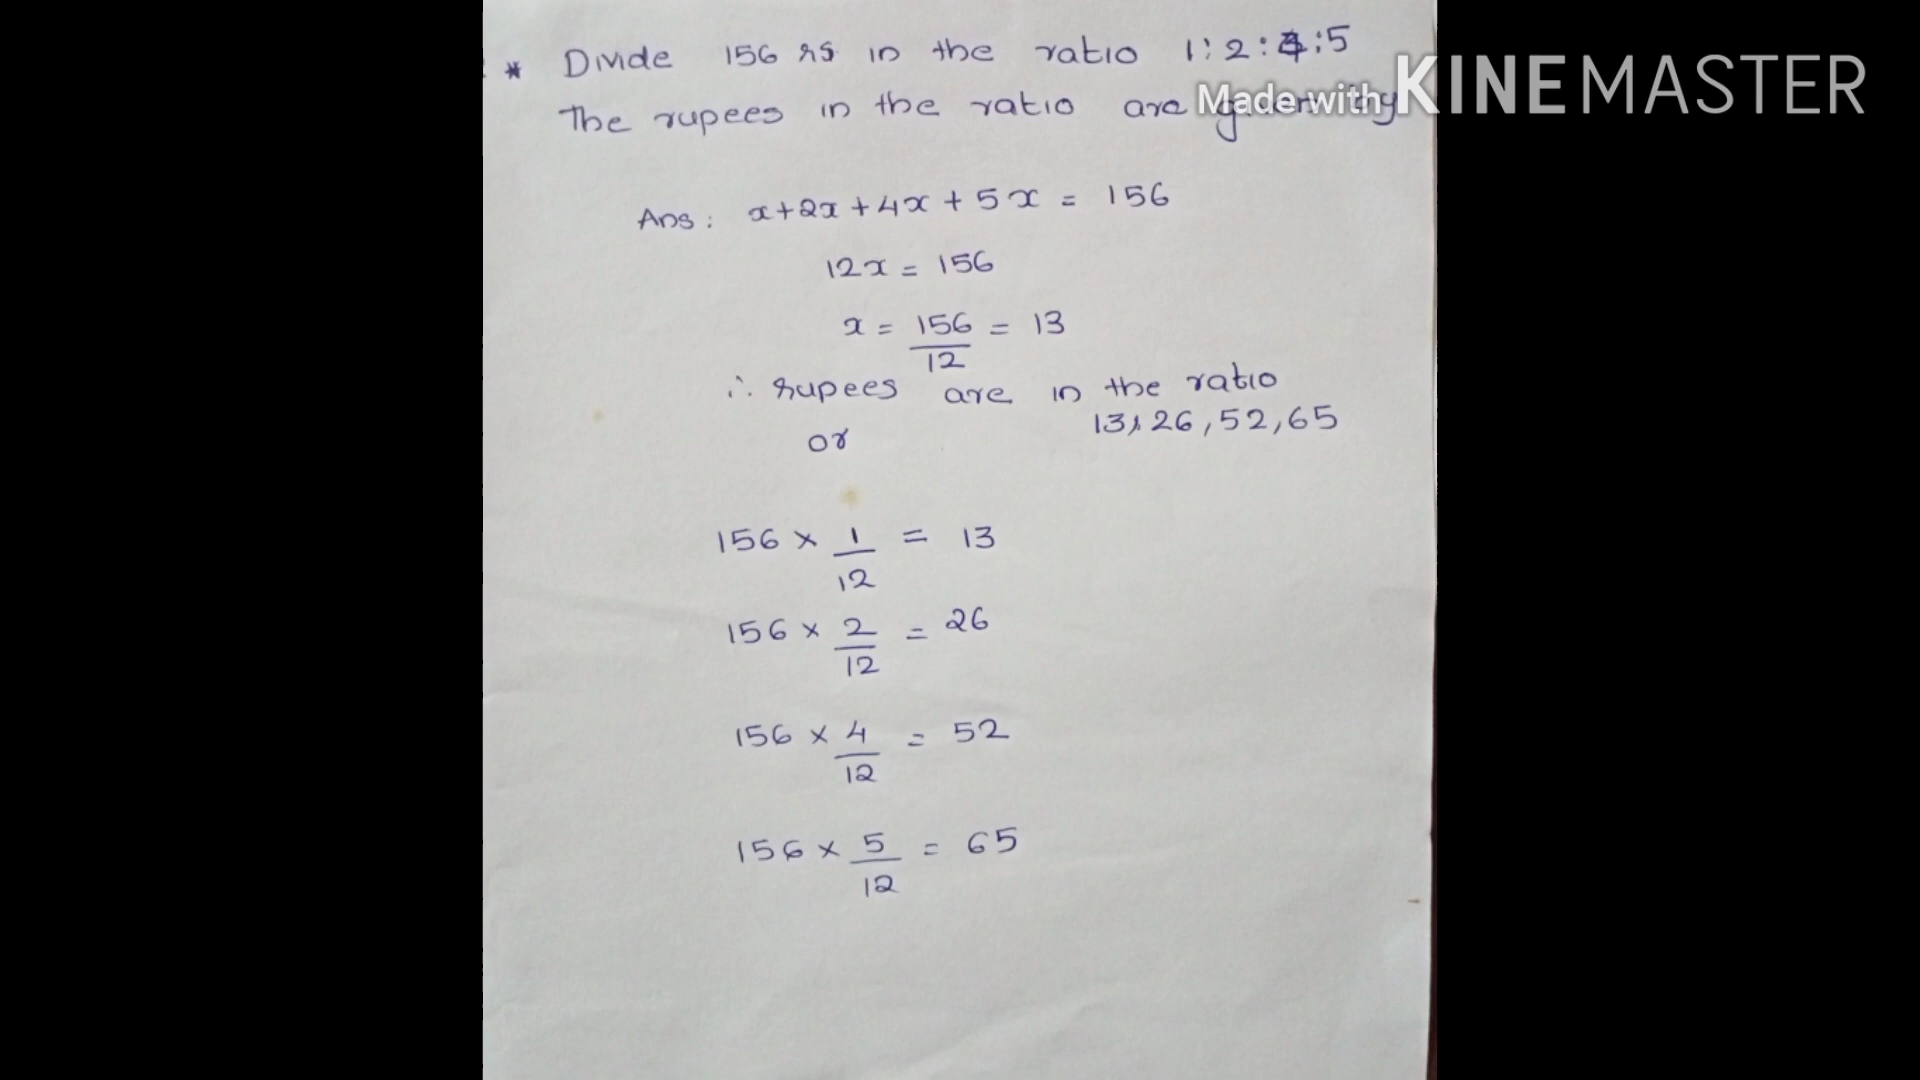 * Divide 156 rs in the ratio 1:2:4:5
The rupees in the ratio are given by
Made with KINEMASTER
Ans: x+2x+4x+5x = 156
12x = 156
x = 156/12 = 13
∴ rupees are in the ratio
13, 26, 52, 65
or
156 × 1/12 = 13
156 × 2/12 = 26
156 × 4/12 = 52
156 × 5/12 = 65